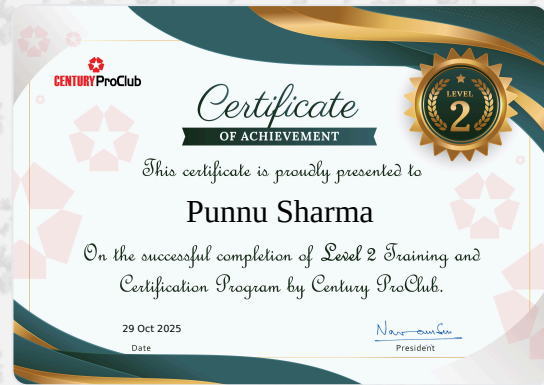 CENTURY ProClub
Certificate
OF ACHIEVEMENT
LEVEL
2
This certificate is proudly presented to
Punnu Sharma
On the successful completion of Level 2 Training and
Certification Program by Century ProClub.
29 Oct 2025
Date
President